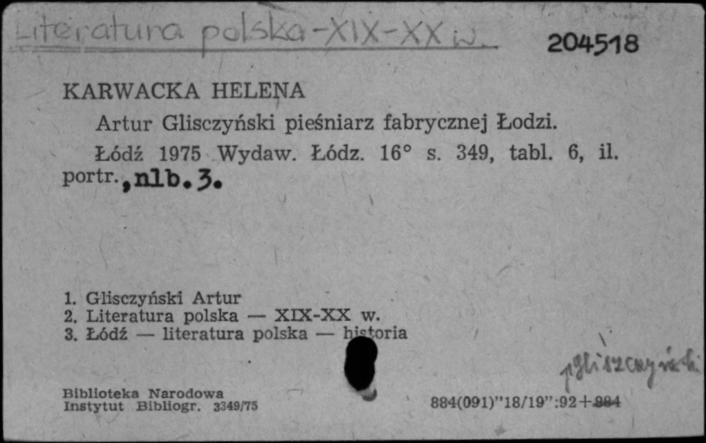 Literatura polska-XIX-XX w.
204518
KARWACKA HELENA
Artur Glisczyński pieśniarz fabrycznej Łodzi.
Łódź 1975 Wydaw. Łódz. 16° s. 349, tabl. 6, il.
portr., nlb. 3.
1. Glisczyński Artur
2. Literatura polska — XIX-XX w.
3. Łódź — literatura polska — historia
Biblioteka Narodowa
Instytut Bibliogr. 3349/75
884(091)"18/19":92+884